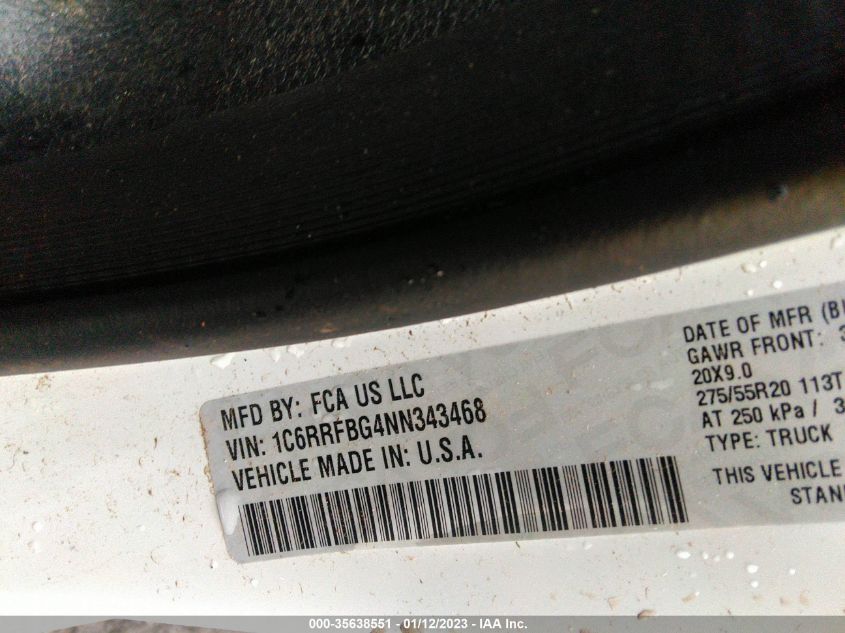 MFD BY: FCA US LLC
VIN: 1C6RRFBG4NN343468
VEHICLE MADE IN: U.S.A.
DATE OF MFR
GAWR FRONT:
20X9.0
275/55R20 113T
AT 250 kPa /
TYPE: TRUCK
THIS VEHICLE
000-35638551 / 01/12/2023 - IAA Inc.